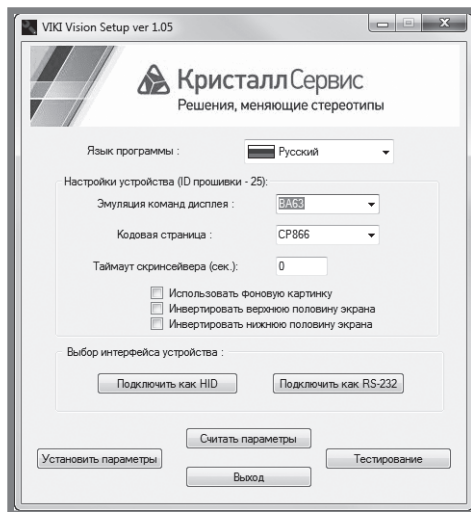 VIKI Vision Setup ver 1.05
КристаллСервис
Решения, меняющие стереотипы
Язык программы :
Русский
Настройки устройства (ID прошивки - 25):
Эмуляция команд дисплея :
BA63
Кодовая страница :
CP866
Таймаут скринсейвера (сек.):
0
Использовать фоновую картинку
Инвертировать верхнюю половину экрана
Инвертировать нижнюю половину экрана
Выбор интерфейса устройства :
Подключить как HID
Подключить как RS-232
Считать параметры
Установить параметры
Тестирование
Выход